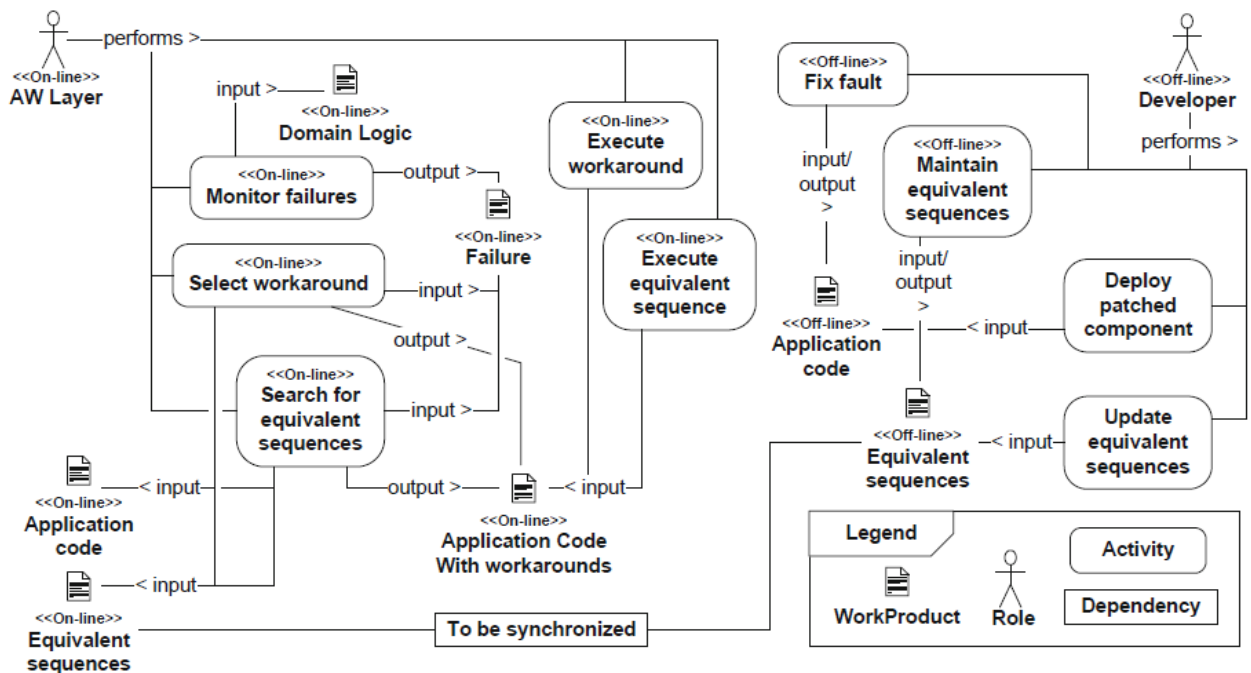 performs >
<<On-line>>
AW Layer
input >
<<On-line>>
Domain Logic
<<On-line>>
Monitor failures
output >
<<On-line>>
Failure
<<On-line>>
Select workaround
input >
output >
<<On-line>>
Search for
equivalent
sequences
input >
<<On-line>>
Execute
workaround
<<On-line>>
Execute
equivalent
sequence
< input
<<On-line>>
Application
code
output >
< input
<<On-line>>
Application Code
With workarounds
< input
<<On-line>>
Equivalent
sequences
To be synchronized
<<Off-line>>
Fix fault
<<Off-line>>
Developer
performs >
input/
output
>
<<Off-line>>
Maintain
equivalent
sequences
input/
output
>
<<Off-line>>
Application
code
< input
Deploy
patched
component
<<Off-line>>
Equivalent
sequences
< input
Update
equivalent
sequences
Legend
WorkProduct
Role
Activity
Dependency